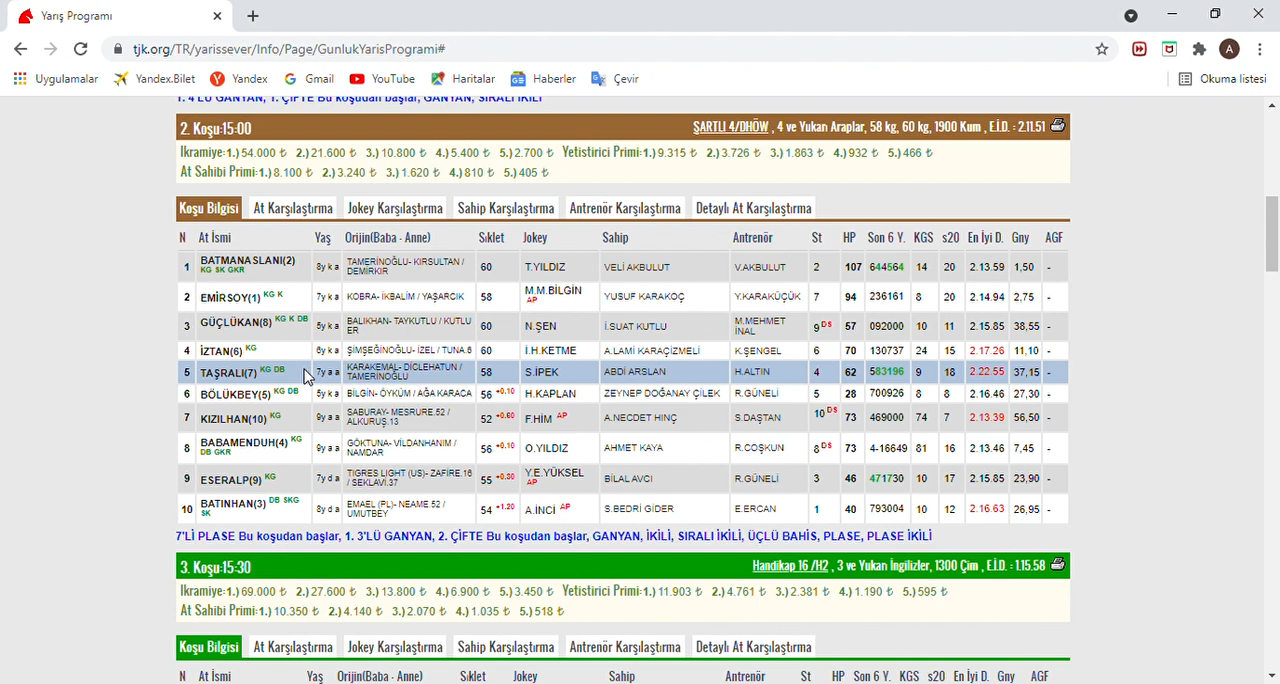 Yarış Programı
tjk.org/TR/yarissever/Info/Page/GunlukYarisProgrami#
A
Uygulamalar Yandex.Bilet Yandex Gmail YouTube Haritalar Haberler Çevir Okuma listesi
1. 4'LÜ GANYAN, 1. ÇİFTE Bu koşudan başlar, GANYAN, SIRALI İKİLİ
2. Koşu:15:00 ŞARTLI 4/DHÖW , 4 ve Yukarı Araplar, 58 kg, 60 kg, 1900 Kum , E.İ.D. : 2.11.51
İkramiye:1.) 54.000 ₺ 2.) 21.600 ₺ 3.) 10.800 ₺ 4.) 5.400 ₺ 5.) 2.700 ₺ Yetistirici Primi:1.) 9.315 ₺ 2.) 3.726 ₺ 3.) 1.863 ₺ 4.) 932 ₺ 5.) 466 ₺
At Sahibi Primi:1.) 8.100 ₺ 2.) 3.240 ₺ 3.) 1.620 ₺ 4.) 810 ₺ 5.) 405 ₺
Koşu Bilgisi At Karşılaştırma Jokey Karşılaştırma Sahip Karşılaştırma Antrenör Karşılaştırma Detaylı At Karşılaştırma
N At İsmi Yaş Orijin(Baba - Anne) Sıklet Jokey Sahip Antrenör St HP Son 6 Y. KGS s20 En İyi D. Gny AGF
1 BATMANASLANI(2) KG SK GKR 8y k a TAMERİNOĞLU- KIRSULTAN / DEMİRKIR 60 T.YILDIZ VELİ AKBULUT V.AKBULUT 2 107 644564 14 20 2.13.59 1,50 -
2 EMİRSOY(1) KG K 7y k a KOBRA- İKBALİM / YAŞARCIK 58 M.M.BİLGİN AP YUSUF KARAKOÇ Y.KARAKÜÇÜK 7 94 236161 8 20 2.14.94 2,75 -
3 GÜÇLÜKAN(8) KG K DB 5y k a BALIKHAN- TAYKUTLU / KUTLU ER 60 N.ŞEN İ.SUAT KUTLU M.MEHMET İNAL 9 DS 57 092000 10 11 2.15.85 38,55 -
4 İZTAN(6) KG 6y k a ŞİMŞEĞİNOĞLU- İZEL / TUNA.6 60 İ.H.KETME A.LAMİ KARAÇİZMELİ K.ŞENGEL 6 70 130737 24 15 2.17.26 11,10 -
5 TAŞRALI(7) KG DB 7y a a KARAKEMAL- DİCLEHATUN / TAMERİNOĞLU 58 S.İPEK ABDİ ARSLAN H.ALTIN 4 62 583196 9 18 2.22.55 37,15 -
6 BÖLÜKBEY(5) KG DB 5y k a BİLGİN- ÖYKÜM / AĞA KARACA 56 +0.10 H.KAPLAN ZEYNEP DOĞANAY ÇİLEK R.GÜNELİ 5 28 700926 8 8 2.16.46 27,30 -
7 KIZILHAN(10) KG 9y a a SABURAY- MESRURE.52 / ALKURUŞ.13 52 +0.60 F.HİM AP A.NECDET HINÇ S.DAŞTAN 10 DS 73 469000 74 7 2.13.39 56,50 -
8 BABAMENDUH(4) KG DB GKR 9y a a GÖKTUNA- VİLDANHANIM / NAMDAR 56 +0.10 O.YILDIZ AHMET KAYA R.COŞKUN 8 DS 73 4-16649 81 16 2.13.46 7,45 -
9 ESERALP(9) KG 7y d a TIGRES LIGHT (US)- ZAFİRE.16 / SEKLAVİ.37 55 +0.30 Y.E.YÜKSEL AP BİLAL AVCI R.GÜNELİ 3 46 471730 10 17 2.15.85 23,90 -
10 BATINHAN(3) DB SKG SK 8y d a EMAEL (PL)- NEAME.52 / UMUTBEY 54 +1.20 A.İNCİ AP S.BEDRİ GİDER E.ERCAN 1 40 793004 10 12 2.16.63 26,95 -
7'Lİ PLASE Bu koşudan başlar, 1. 3'LÜ GANYAN, 2. ÇİFTE Bu koşudan başlar, GANYAN, İKİLİ, SIRALI İKİLİ, ÜÇLÜ BAHİS, PLASE, PLASE İKİLİ
3. Koşu:15:30 Handikap 16 /H2 , 3 ve Yukarı İngilizler, 1300 Çim , E.İ.D. : 1.15.58
İkramiye:1.) 69.000 ₺ 2.) 27.600 ₺ 3.) 13.800 ₺ 4.) 6.900 ₺ 5.) 3.450 ₺ Yetistirici Primi:1.) 11.903 ₺ 2.) 4.761 ₺ 3.) 2.381 ₺ 4.) 1.190 ₺ 5.) 595 ₺
At Sahibi Primi:1.) 10.350 ₺ 2.) 4.140 ₺ 3.) 2.070 ₺ 4.) 1.035 ₺ 5.) 518 ₺
Koşu Bilgisi At Karşılaştırma Jokey Karşılaştırma Sahip Karşılaştırma Antrenör Karşılaştırma Detaylı At Karşılaştırma
N At İsmi Yaş Orijin(Baba - Anne) Sıklet Jokey Sahip Antrenör St HP Son 6 Y. KGS s20 En İyi D. Gny AGF